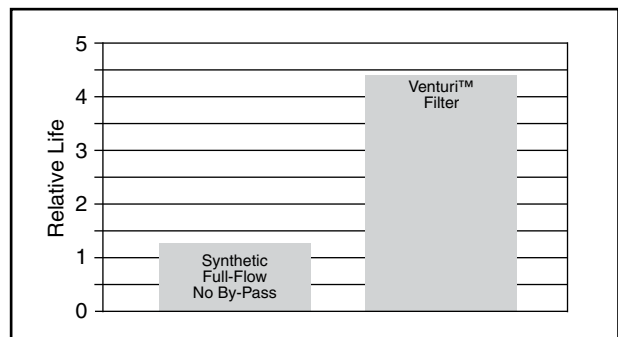 5
4
3
2
1
0
Relative Life
Synthetic
Full-Flow
No By-Pass
Venturi™
Filter